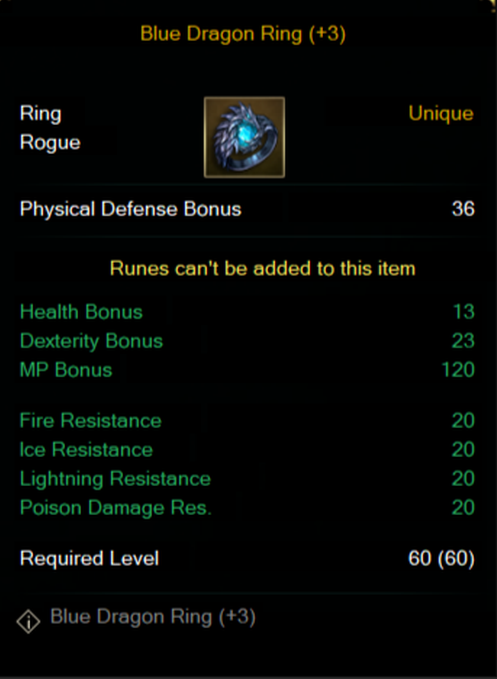 Blue Dragon Ring (+3)
Ring Unique
Rogue
Physical Defense Bonus 36
Runes can't be added to this item
Health Bonus 13
Dexterity Bonus 23
MP Bonus 120
Fire Resistance 20
Ice Resistance 20
Lightning Resistance 20
Poison Damage Res. 20
Required Level 60 (60)
Blue Dragon Ring (+3)